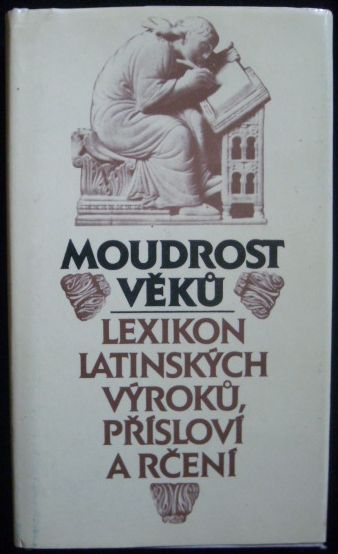 MOUDROST
VĚKŮ
LEXIKON
LATINSKÝCH
VÝROKŮ,
PŘÍSLOVÍ
A RČENÍ